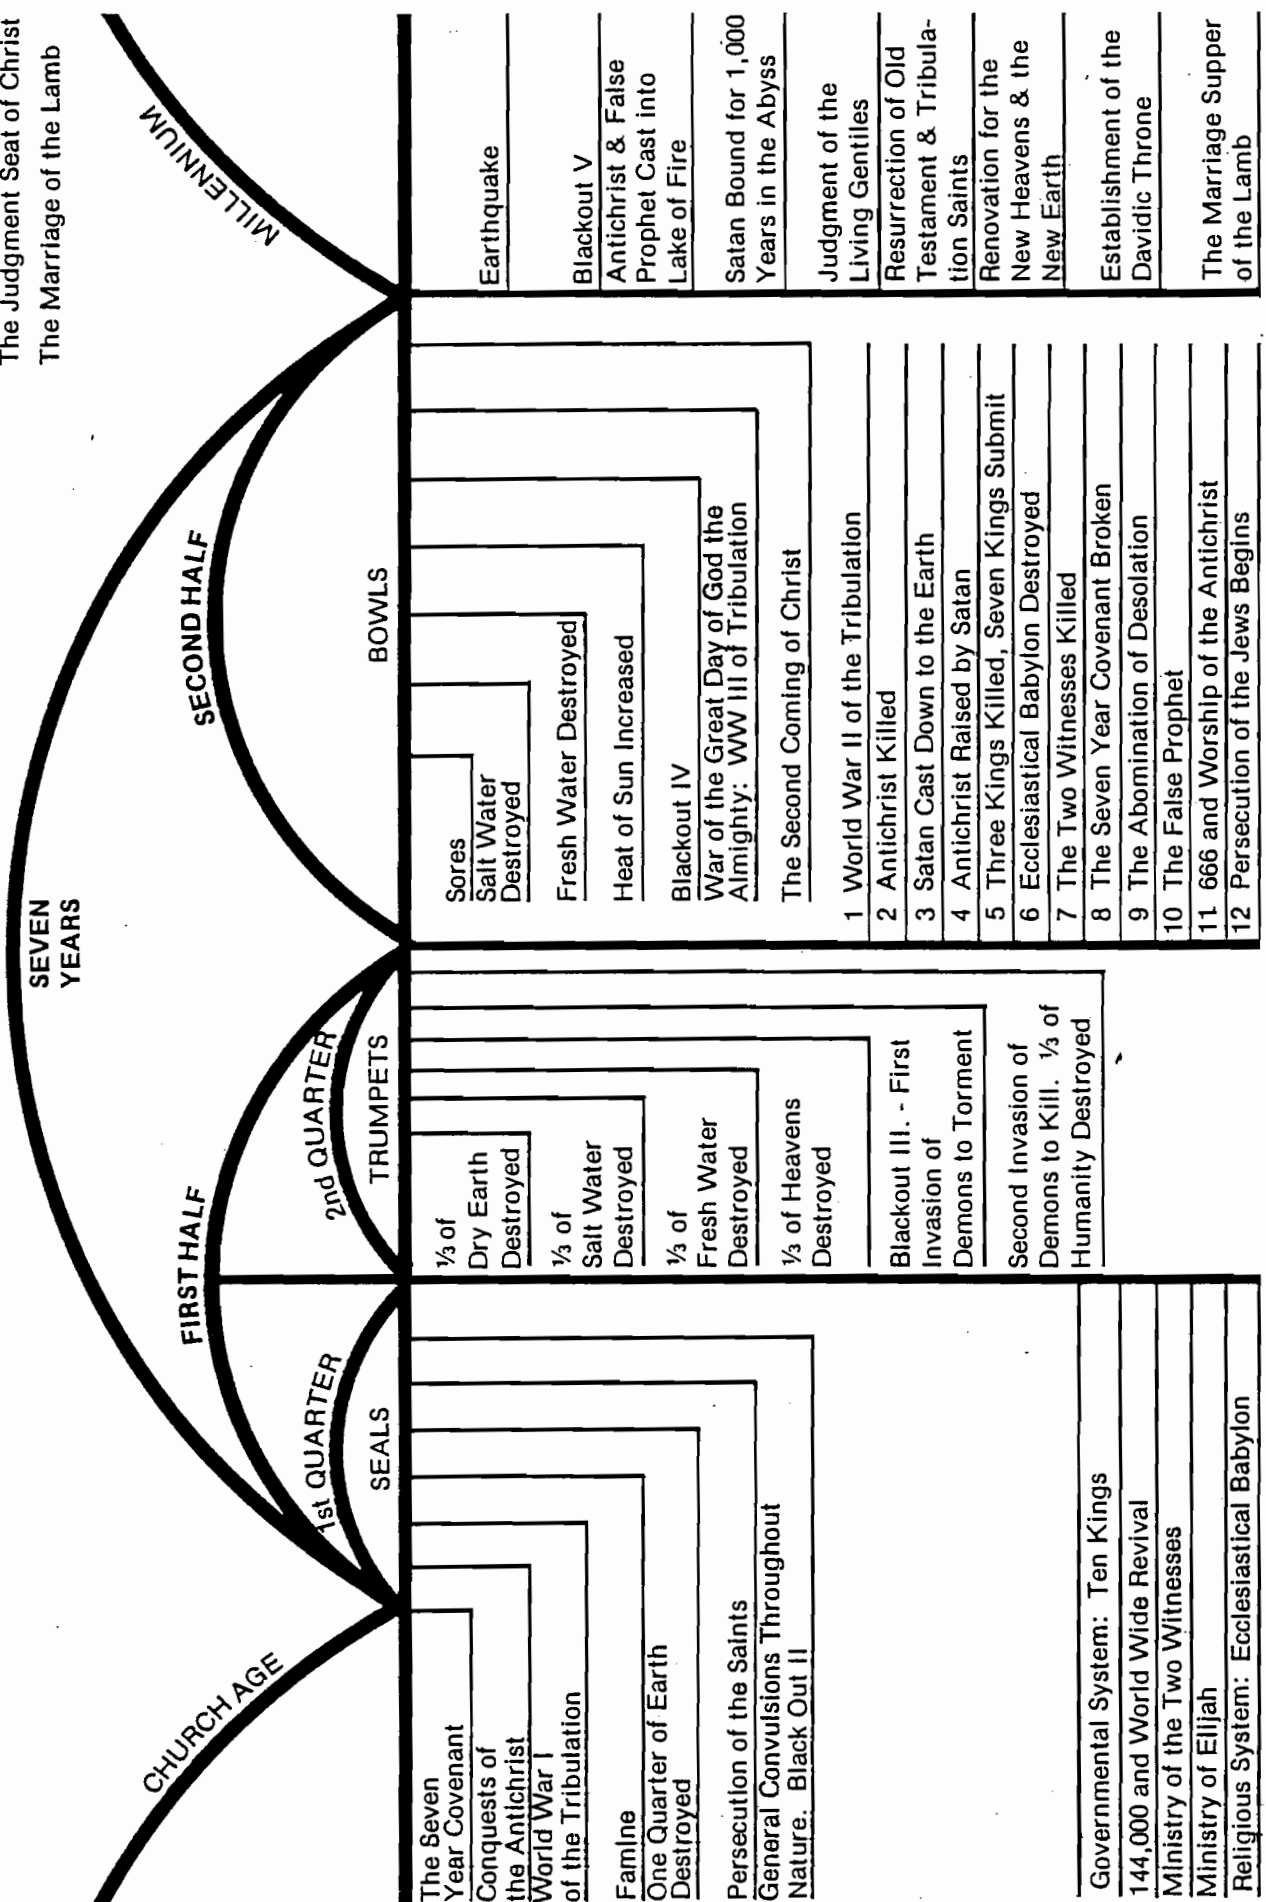 The Judgment Seat of Christ
The Marriage of the Lamb
CHURCH AGE
SEVEN
YEARS
MILLENNIUM
FIRST HALF
SECOND HALF
1st QUARTER
2nd QUARTER
SEALS
TRUMPETS
BOWLS
The Seven
Year Covenant
Conquests of
the Antichrist
World War I
of the Tribulation
Famine
One Quarter of Earth
Destroyed
Persecution of the Saints
General Convulsions Throughout
Nature. Black Out II
Governmental System: Ten Kings
144,000 and World Wide Revival
Ministry of the Two Witnesses
Ministry of Elijah
Religious System: Ecclesiastical Babylon
⅓ of
Dry Earth
Destroyed
⅓ of
Salt Water
Destroyed
⅓ of
Fresh Water
Destroyed
⅓ of Heavens
Destroyed
Blackout III. - First
Invasion of
Demons to Torment
Second Invasion of
Demons to Kill. ⅓ of
Humanity Destroyed
Sores
Salt Water
Destroyed
Fresh Water Destroyed
Heat of Sun Increased
Blackout IV
War of the Great Day of God the
Almighty: WW III of Tribulation
The Second Coming of Christ
1 World War II of the Tribulation
2 Antichrist Killed
3 Satan Cast Down to the Earth
4 Antichrist Raised by Satan
5 Three Kings Killed, Seven Kings Submit
6 Ecclesiastical Babylon Destroyed
7 The Two Witnesses Killed
8 The Seven Year Covenant Broken
9 The Abomination of Desolation
10 The False Prophet
11 666 and Worship of the Antichrist
12 Persecution of the Jews Begins
Earthquake
Blackout V
Antichrist & False
Prophet Cast into
Lake of Fire
Satan Bound for 1,000
Years in the Abyss
Judgment of the
Living Gentiles
Resurrection of Old
Testament & Tribula-
tion Saints
Renovation for the
New Heavens & the
New Earth
Establishment of the
Davidic Throne
The Marriage Supper
of the Lamb